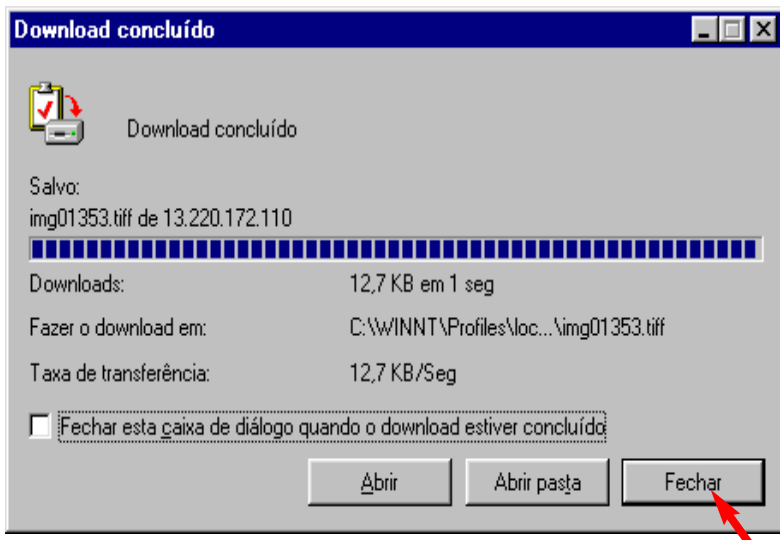 Download concluído
Download concluído
Salvo:
img01353.tiff de 13.220.172.110
Downloads: 12,7 KB em 1 seg
Fazer o download em: C:\WINNT\Profiles\loc...\img01353.tiff
Taxa de transferência: 12,7 KB/Seg
Fechar esta caixa de diálogo quando o download estiver concluído
Abrir Abrir pasta Fechar